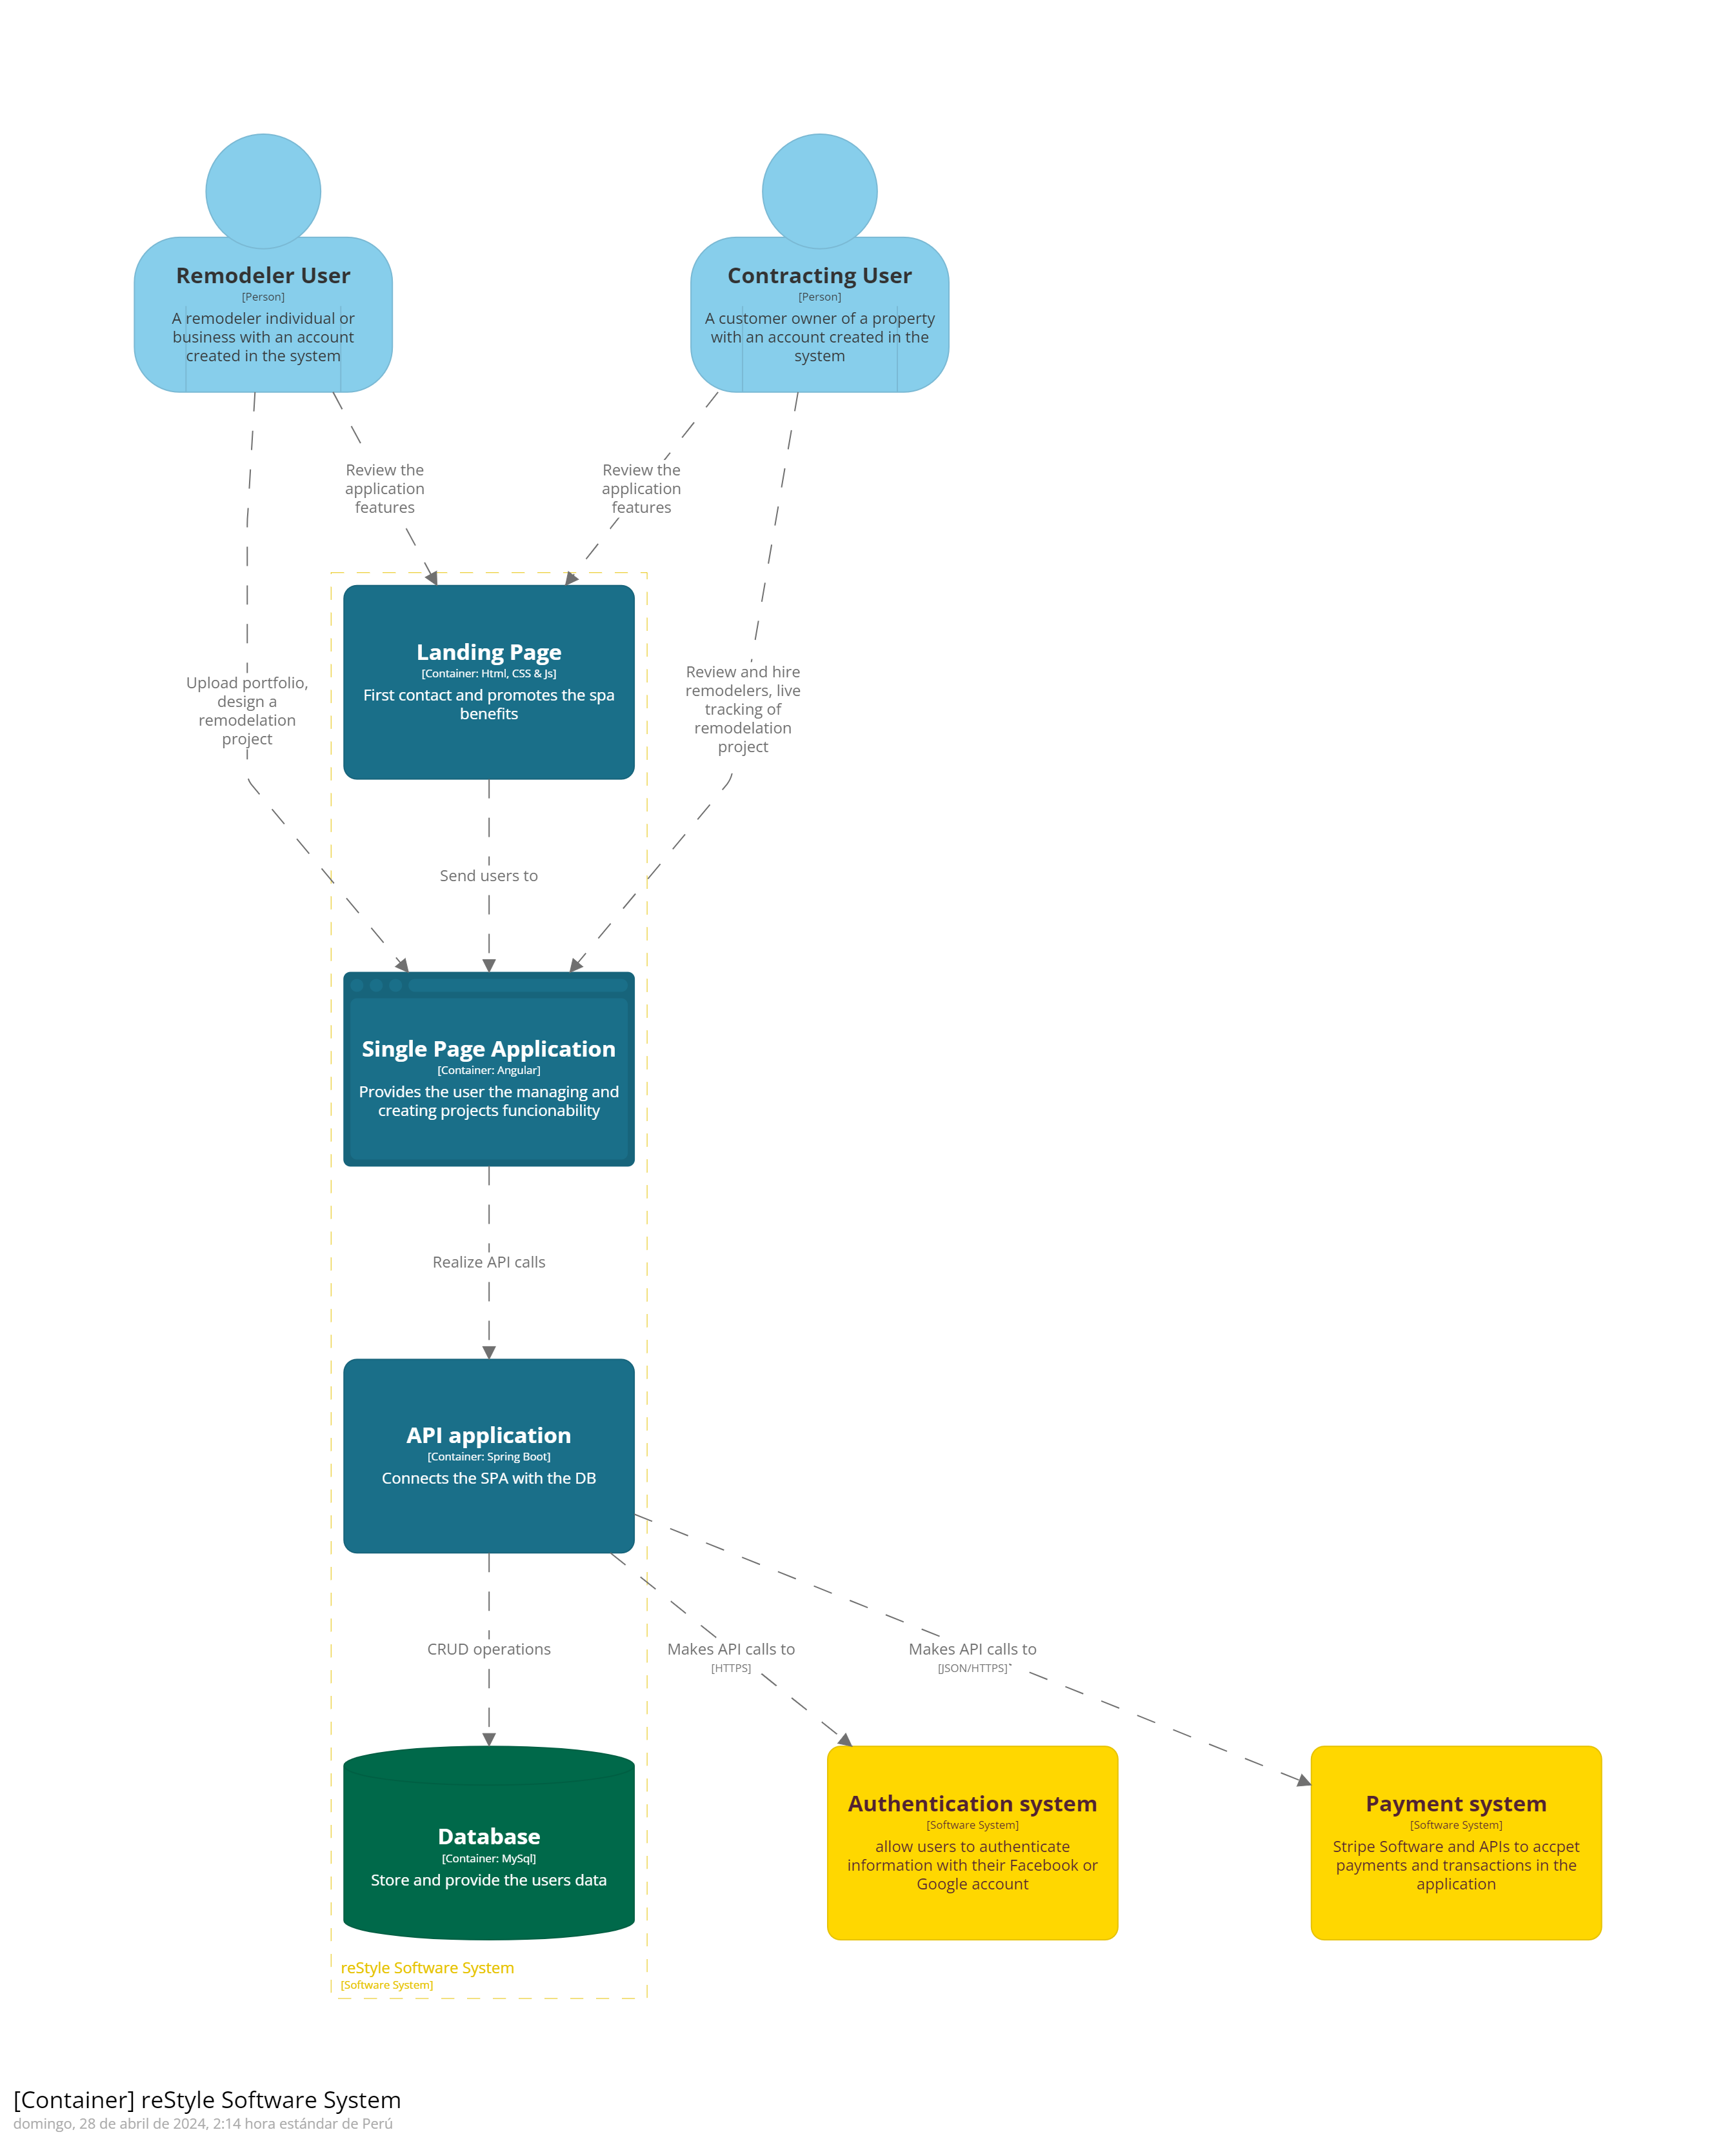 Remodeler User
[Person]
A remodeler individual or
business with an account
created in the system
Contracting User
[Person]
A customer owner of a property
with an account created in the
system
Review the
application
features
Review the
application
features
Landing Page
[Container: Html, CSS & Js]
First contact and promotes the spa
benefits
Upload portfolio,
design a
remodelation
project
Review and hire
remodelers, live
tracking of
remodelation
project
Send users to
Single Page Application
[Container: Angular]
Provides the user the managing and
creating projects funcionability
Realize API calls
API application
[Container: Spring Boot]
Connects the SPA with the DB
CRUD operations
Makes API calls to
[HTTPS]
Makes API calls to
[JSON/HTTPS]`
Database
[Container: MySql]
Store and provide the users data
Authentication system
[Software System]
allow users to authenticate
information with their Facebook or
Google account
Payment system
[Software System]
Stripe Software and APIs to accpet
payments and transactions in the
application
reStyle Software System
[Software System]
[Container] reStyle Software System
domingo, 28 de abril de 2024, 2:14 hora estándar de Perú